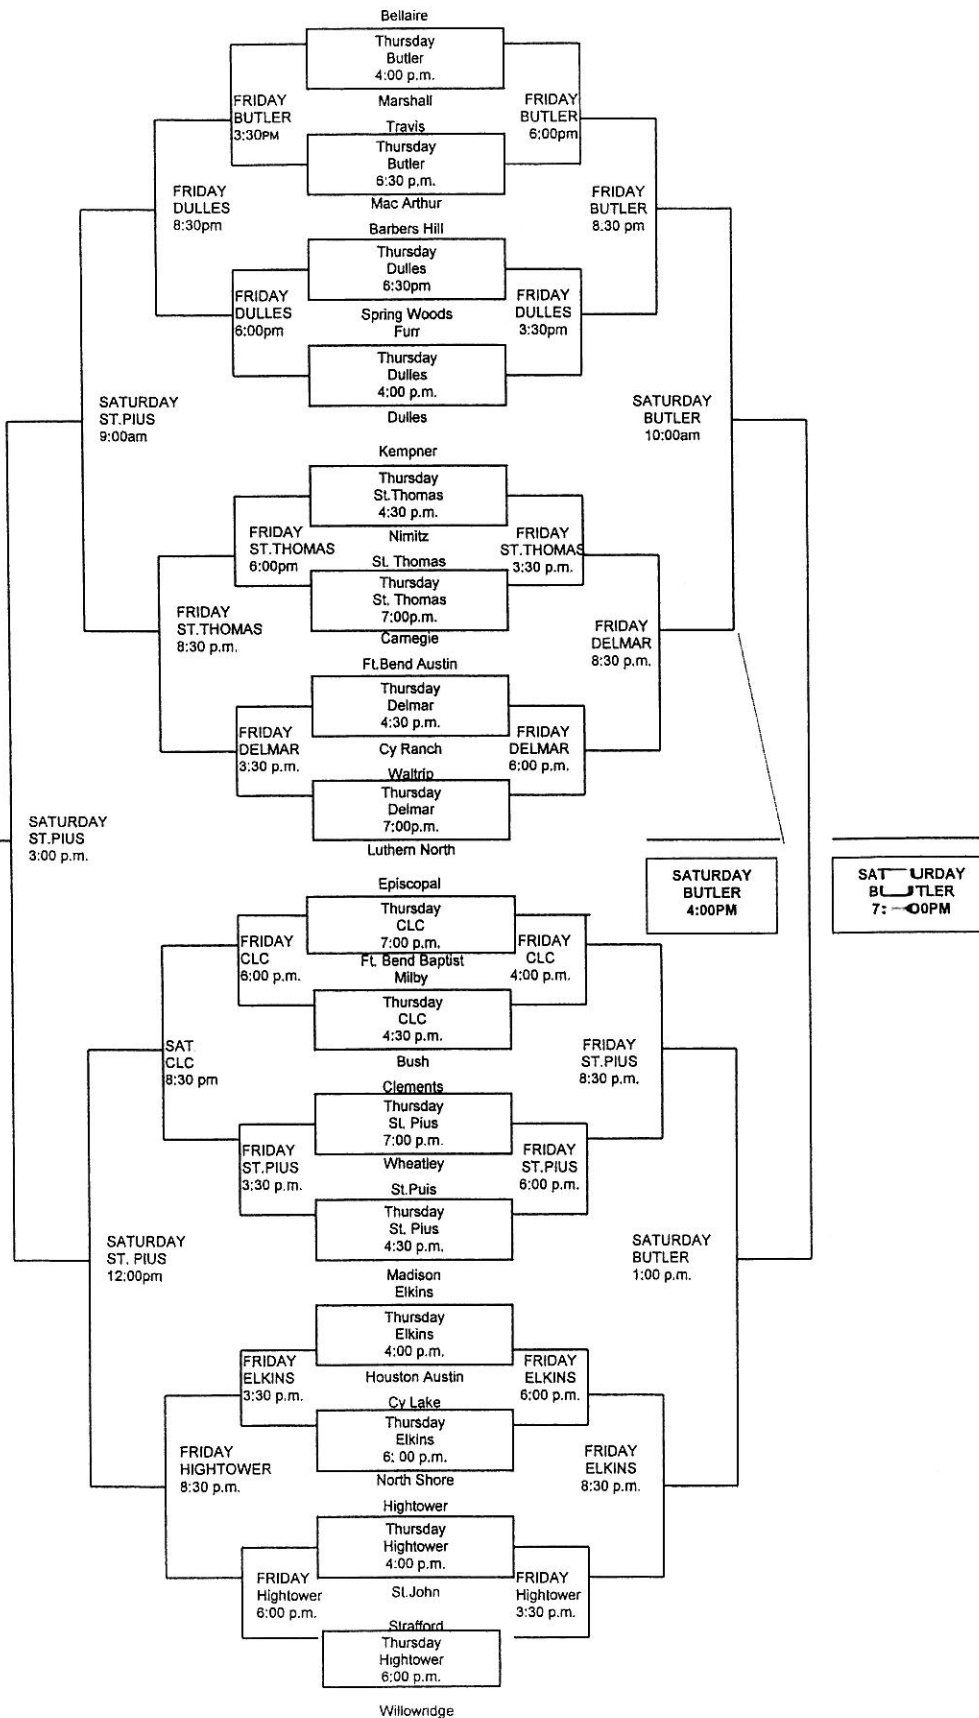 Bellaire
Thursday
Butler
4:00 p.m.
Marshall
FRIDAY
BUTLER
3:30PM
FRIDAY
BUTLER
6:00pm
Travis
Thursday
Butler
6:30 p.m.
Mac Arthur
FRIDAY
DULLES
8:30pm
FRIDAY
BUTLER
8:30 pm
Barbers Hill
Thursday
Dulles
6:30pm
Spring Woods
FRIDAY
DULLES
6:00pm
FRIDAY
DULLES
3:30pm
Furr
Thursday
Dulles
4:00 p.m.
Dulles
SATURDAY
ST.PIUS
9:00am
SATURDAY
BUTLER
10:00am
Kempner
Thursday
St.Thomas
4:30 p.m.
Nimitz
FRIDAY
ST.THOMAS
6:00pm
FRIDAY
ST.THOMAS
3:30 p.m.
St. Thomas
Thursday
St. Thomas
7:00p.m.
Carnegie
FRIDAY
ST.THOMAS
8:30 p.m.
FRIDAY
DELMAR
8:30 p.m.
Ft.Bend Austin
Thursday
Delmar
4:30 p.m.
Cy Ranch
FRIDAY
DELMAR
3:30 p.m.
FRIDAY
DELMAR
6:00 p.m.
Waltrip
Thursday
Delmar
7:00p.m.
Luthern North
SATURDAY
ST.PIUS
3:00 p.m.
SATURDAY
BUTLER
4:00PM
SATURDAY
BUTLER
7:00PM
Episcopal
Thursday
CLC
7:00 p.m.
Ft. Bend Baptist
FRIDAY
CLC
6:00 p.m.
FRIDAY
CLC
4:00 p.m.
Milby
Thursday
CLC
4:30 p.m.
Bush
SAT
CLC
8:30 pm
FRIDAY
ST.PIUS
8:30 p.m.
Clements
Thursday
St. Pius
7:00 p.m.
Wheatley
FRIDAY
ST.PIUS
3:30 p.m.
FRIDAY
ST.PIUS
6:00 p.m.
St.Puis
Thursday
St. Pius
4:30 p.m.
Madison
SATURDAY
ST. PIUS
12:00pm
SATURDAY
BUTLER
1:00 p.m.
Elkins
Thursday
Elkins
4:00 p.m.
Houston Austin
FRIDAY
ELKINS
3:30 p.m.
FRIDAY
ELKINS
6:00 p.m.
Cy Lake
Thursday
Elkins
6: 00 p.m.
North Shore
FRIDAY
HIGHTOWER
8:30 p.m.
FRIDAY
ELKINS
8:30 p.m.
Hightower
Thursday
Hightower
4:00 p.m.
St.John
FRIDAY
Hightower
6:00 p.m.
FRIDAY
Hightower
3:30 p.m.
Strafford
Thursday
Hightower
6:00 p.m.
Willowridge